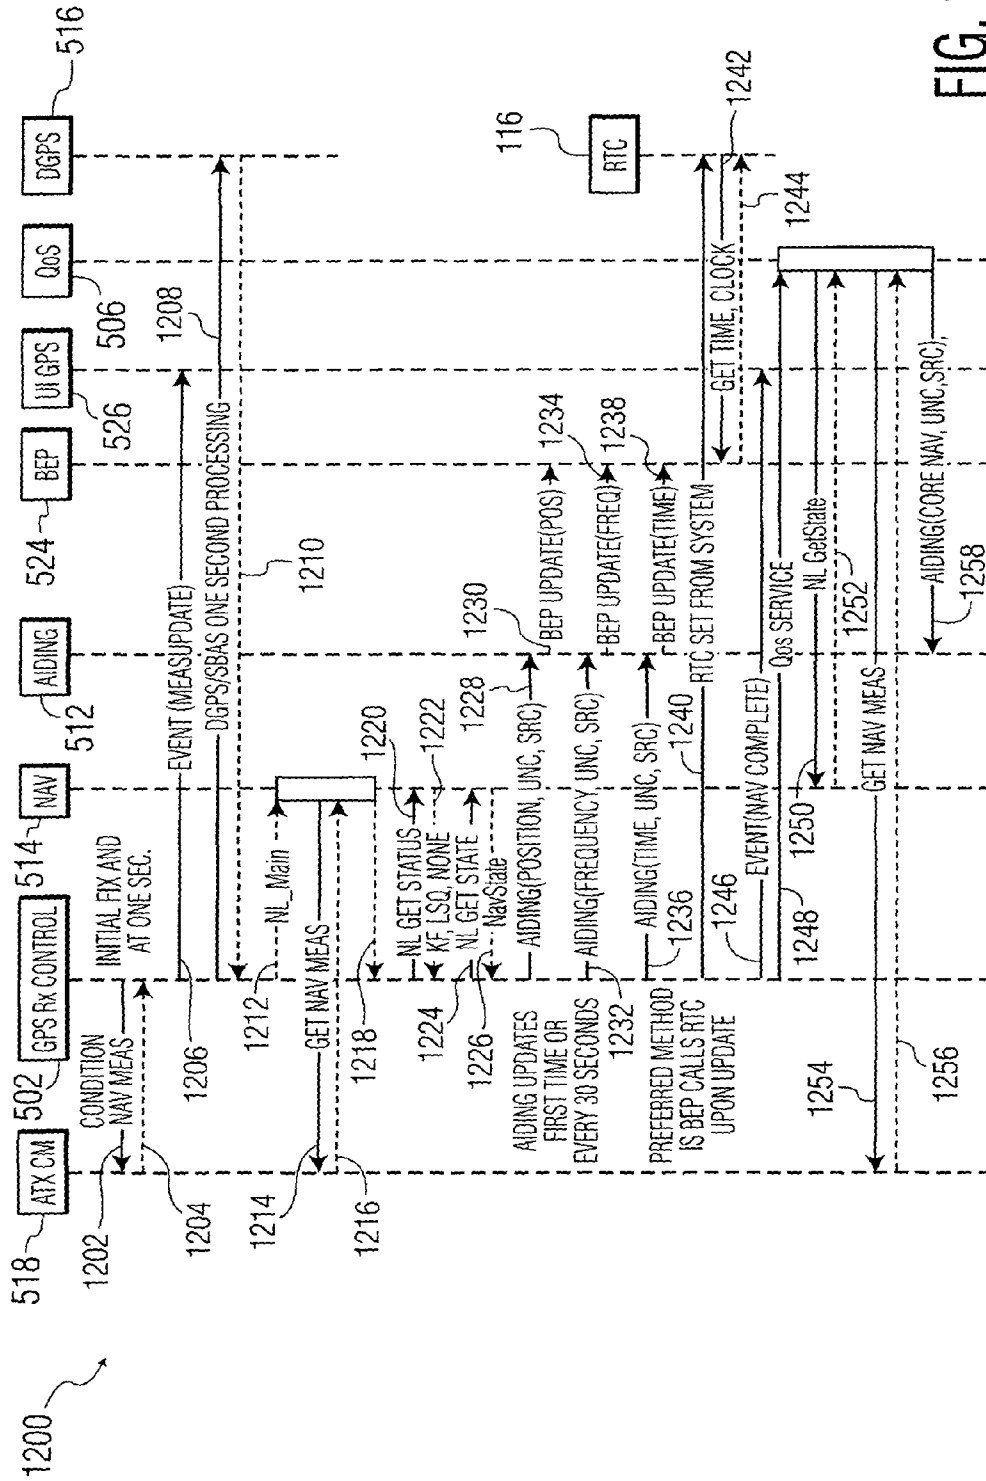 1200
518
ATX CM
502
GPS Rx CONTROL
514
NAV
512
AIDING
524
BEP
526
UI GPS
506
QoS
516
DGPS
1202
CONDITION
NAV MEAS
INITIAL FIX AND
AT ONE SEC.
1204
1206
EVENT (MEASUPDATE)
1208
DGPS/SBAS ONE SECOND PROCESSING
1210
1212
NL_Main
1214
GET NAV MEAS
1216
1218
NL GET STATUS
1220
KF, LSQ, NONE
1222
1224
NL GET STATE
1226
NavState
AIDING UPDATES
FIRST TIME OR
EVERY 30 SECONDS
AIDING(POSITION, UNC, SRC)
1228
1230
BEP UPDATE(POS)
1232
AIDING(FREQUENCY, UNC, SRC)
BEP UPDATE(FREQ)
1234
PREFERRED METHOD
IS BEP CALLS RTC
UPON UPDATE
1236
AIDING(TIME, UNC, SRC)
BEP UPDATE(TIME)
1238
116
RTC
1240
RTC SET FROM SYSTEM
GET TIME, CLOCK
1242
1244
1246
EVENT(NAV COMPLETE)
1248
QoS SERVICE
1250
NL GetState
1252
1254
GET NAV MEAS
1256
AIDING(CORE NAV, UNC,SRC),
1258
FIG.